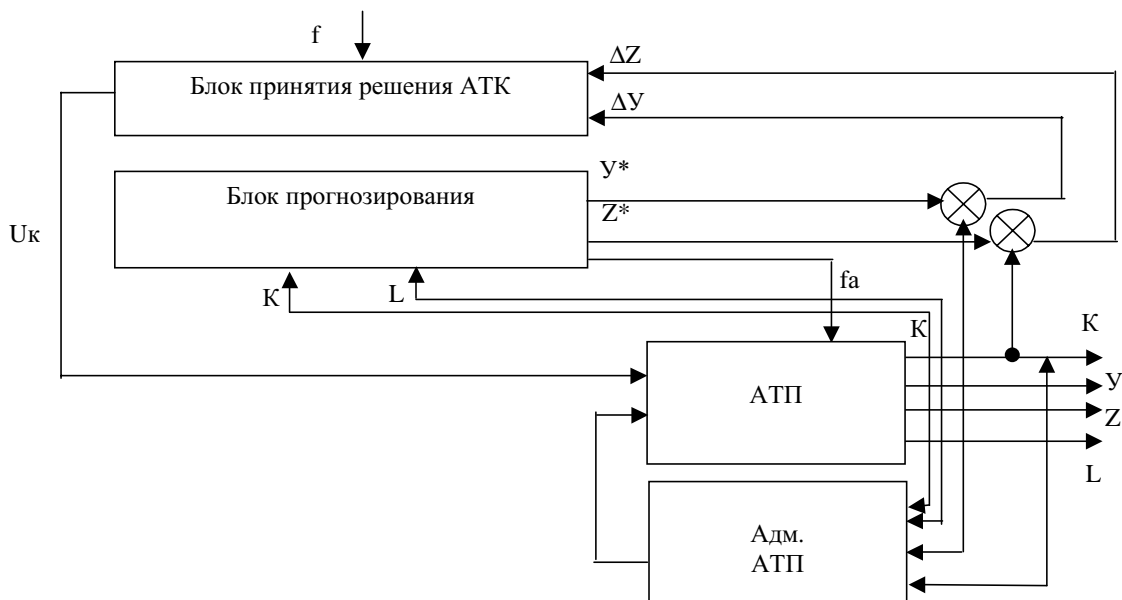 f
ΔZ
Блок принятия решения АТК
ΔУ
У*
Блок прогнозирования
Z*
Uк
К
L
fa
К
К
АТП
У
Z
L
Адм.
АТП